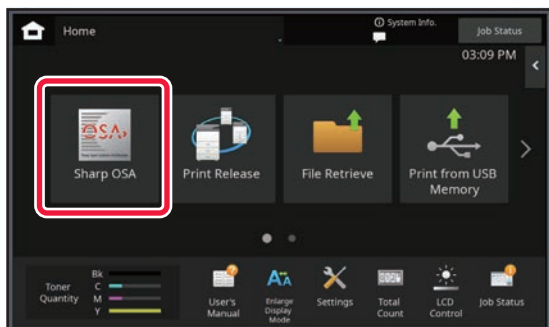 Home
System Info.
Job Status
03:09 PM
OSA
Sharp OSA
Print Release
File Retrieve
Print from USB
Memory
Toner
Quantity
Bk
C
M
Y
User's
Manual
Enlarge
Display
Mode
Settings
Total
Count
LCD
Control
Job Status